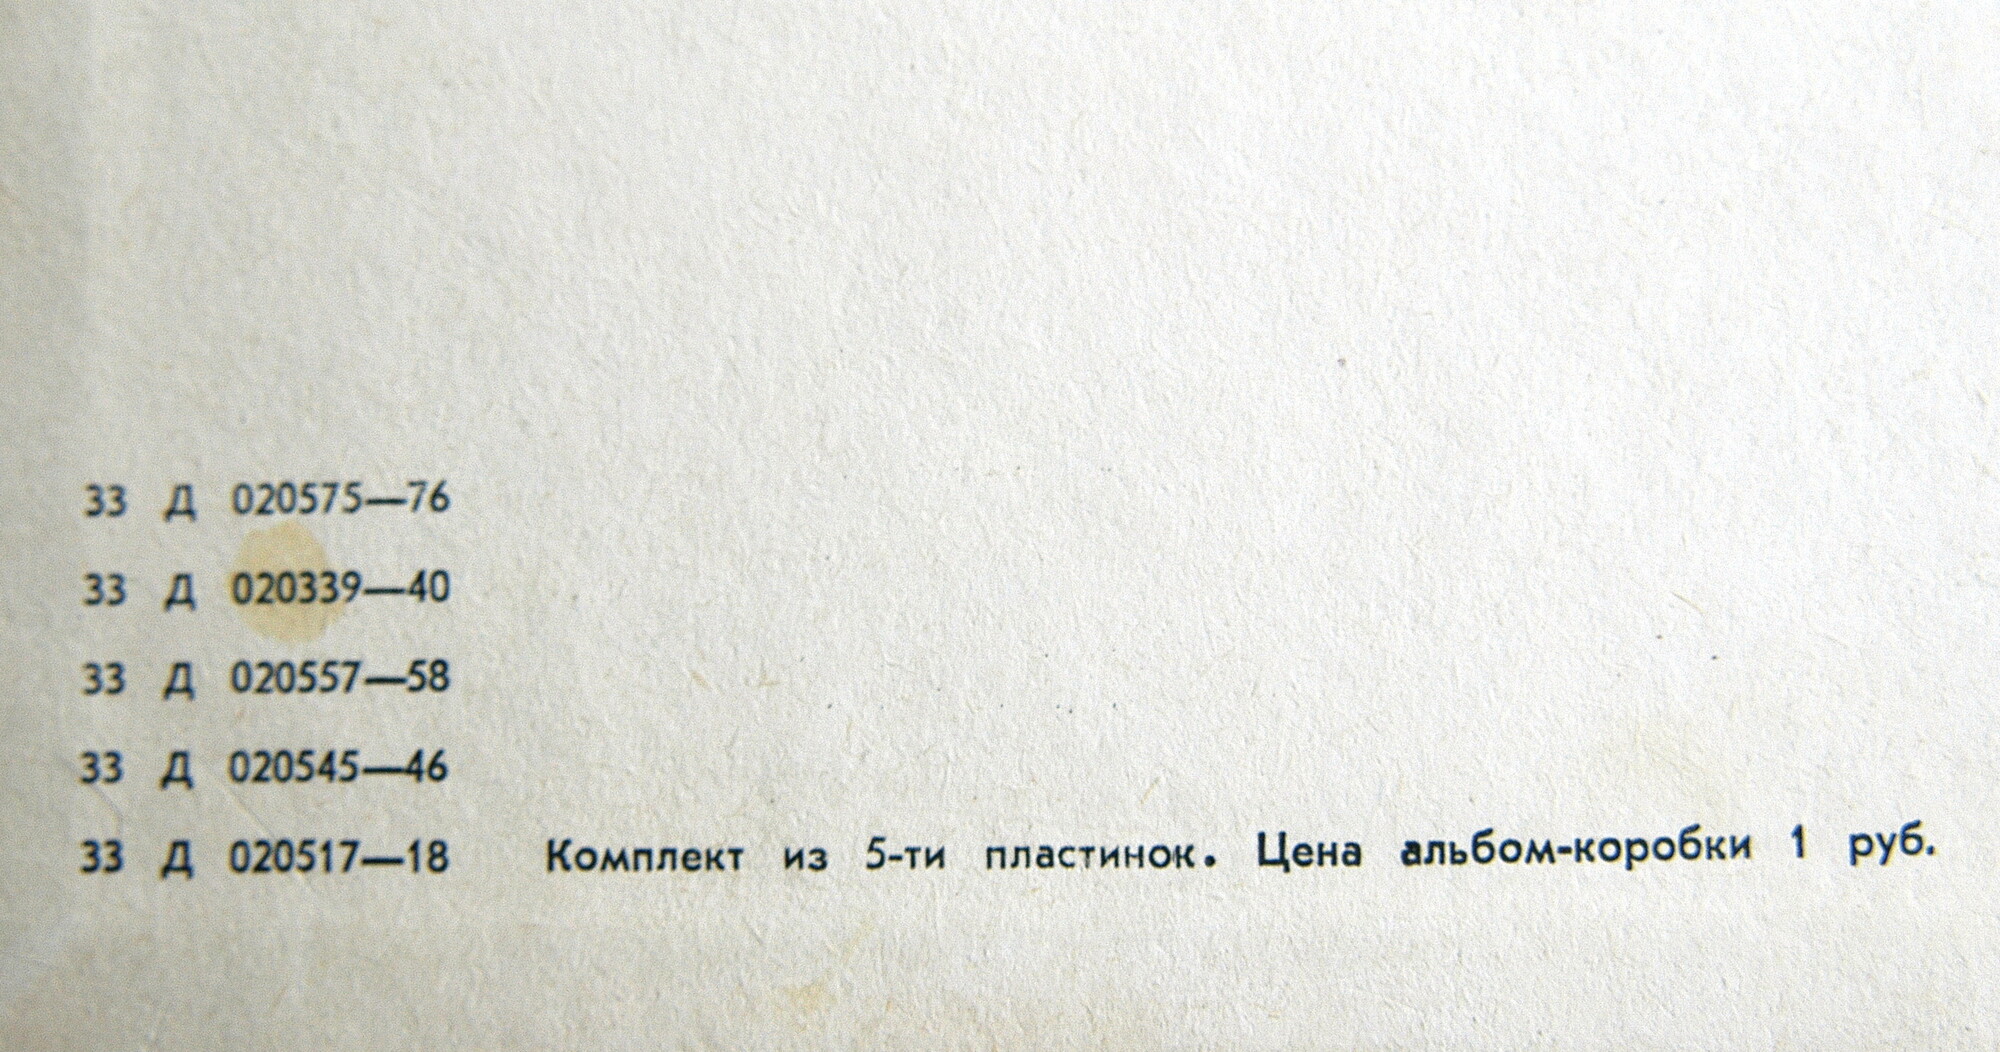 33 Д 020575—76
33 Д 020339—40
33 Д 020557—58
33 Д 020545—46
33 Д 020517—18 Комплект из 5-ти пластинок. Цена альбом-коробки 1 руб.